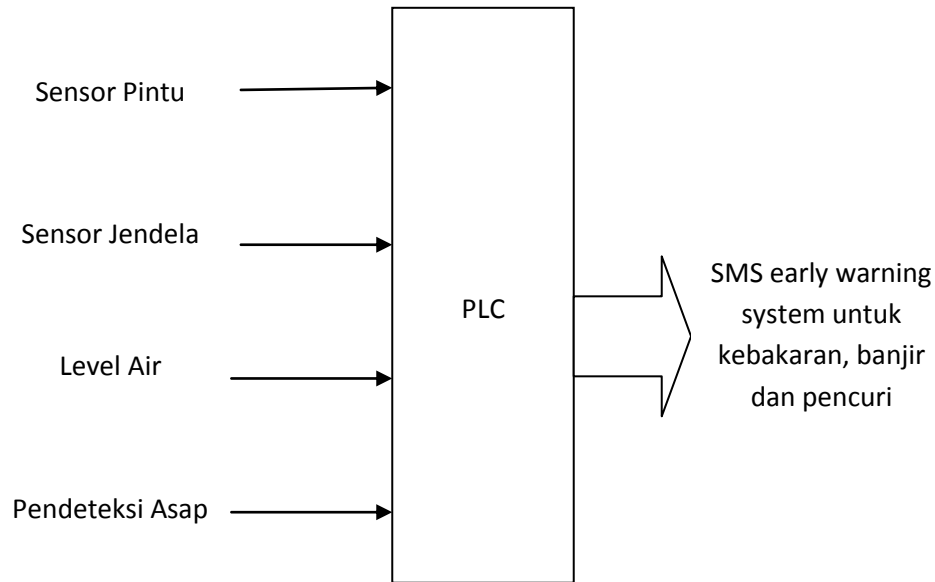 Sensor Pintu
Sensor Jendela
Level Air
Pendeteksi Asap
PLC
SMS early warning
system untuk
kebakaran, banjir
dan pencuri